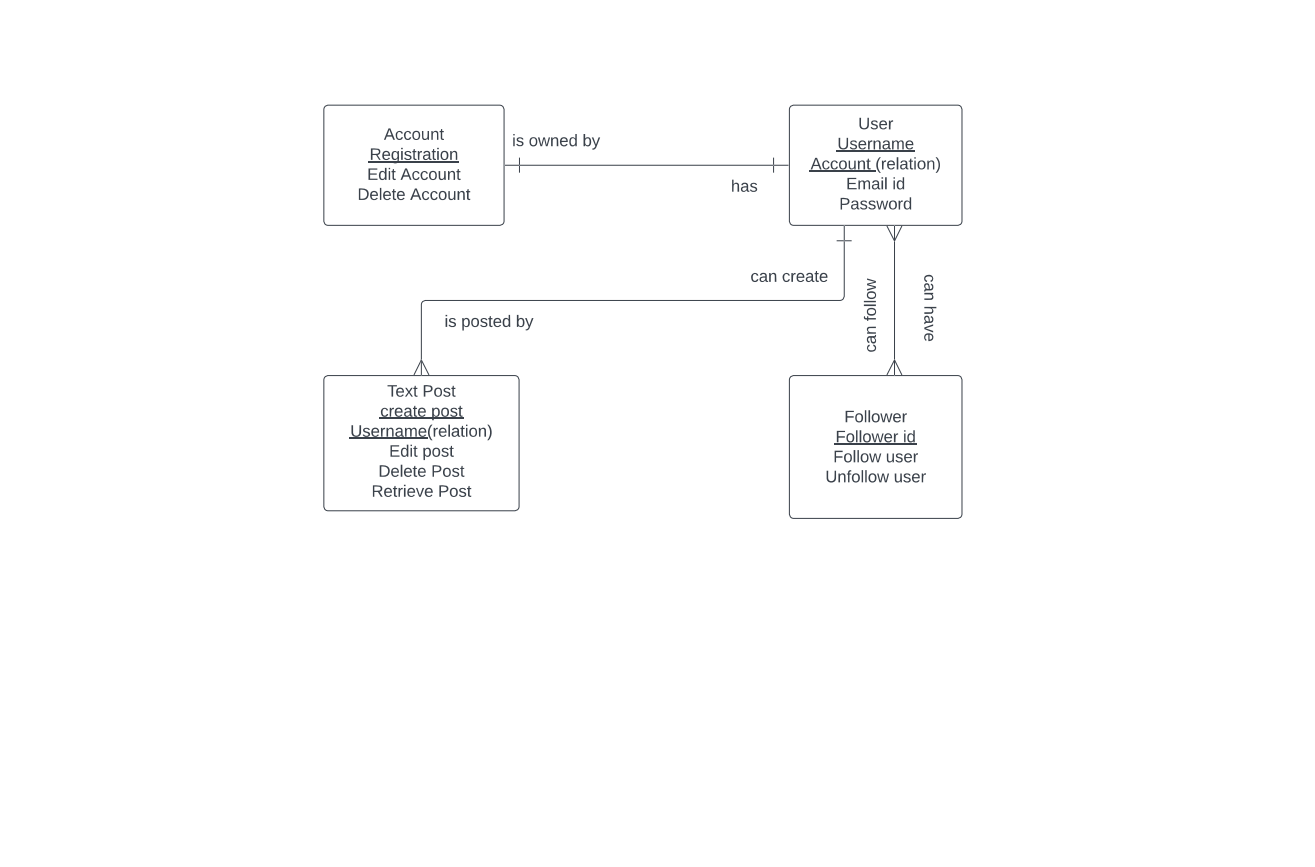 Account
Registration
Edit Account
Delete Account
is owned by
has
User
Username
Account (relation)
Email id
Password
can create
is posted by
can follow
can have
Text Post
create post
Username(relation)
Edit post
Delete Post
Retrieve Post
Follower
Follower id
Follow user
Unfollow user